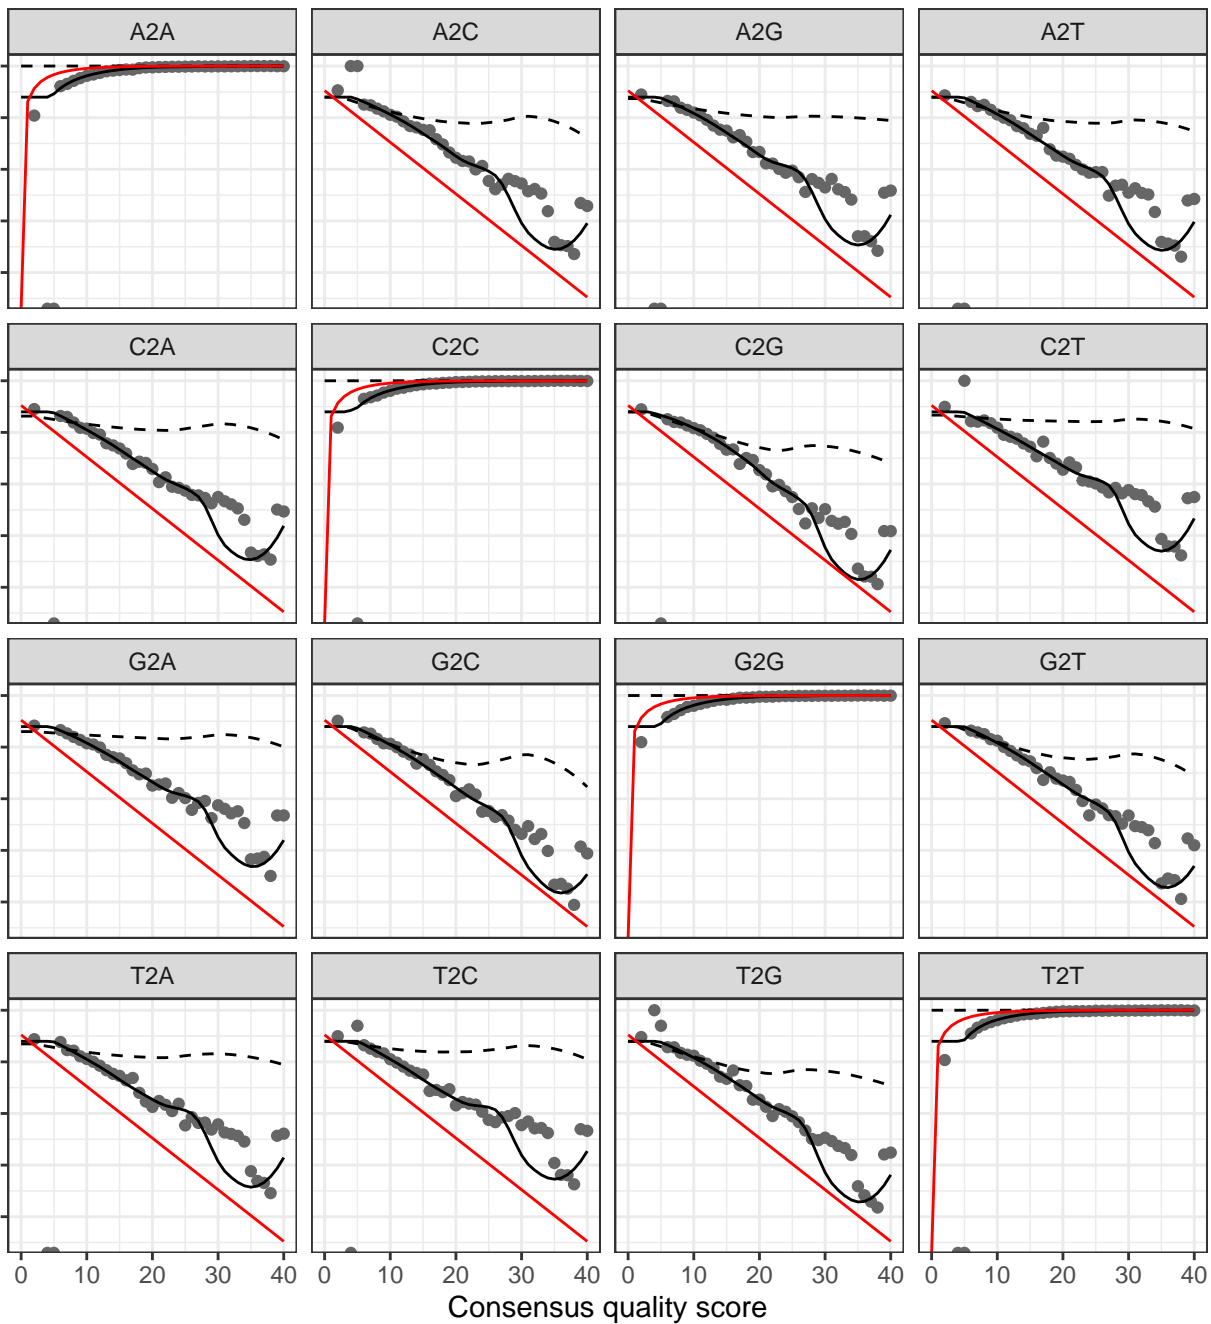 A2A A2C A2G A2T
C2A C2C C2G C2T
G2A G2C G2G G2T
T2A T2C T2G T2T
0 10 20 30 40 0 10 20 30 40 0 10 20 30 40 0 10 20 30 40
Consensus quality score